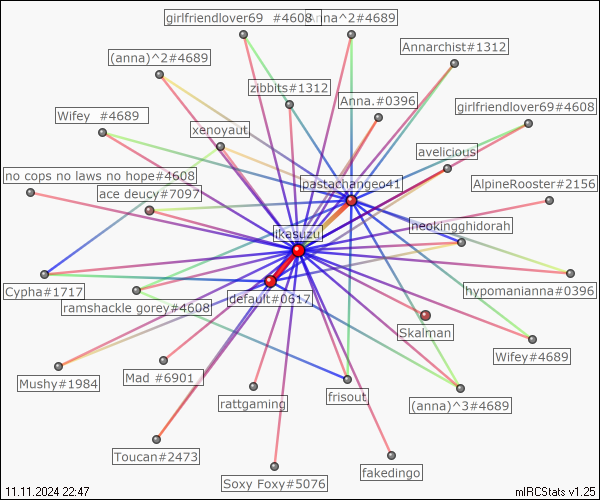 girlfriendlover69 #4608
nna^2#4689
Annarchist#1312
(anna)^2#4689
zibbits#1312
Anna.#0396
girlfriendlover69#4608
Wifey #4689
xenoyaut
avelicious
no cops no laws no hope#4608
pastachangeo41
AlpineRooster#2156
ace deucy#7097
neokingghidorah
ikasuzu
Cypha#1717
default#0617
hypomanianna#0396
ramshackle gorey#4608
Skalman
Wifey#4689
Mushy#1984
Mad #6901
rattgaming
frisout
(anna)^3#4689
Toucan#2473
fakedingo
Soxy Foxy#5076
11.11.2024 22:47
mIRCStats v1.25